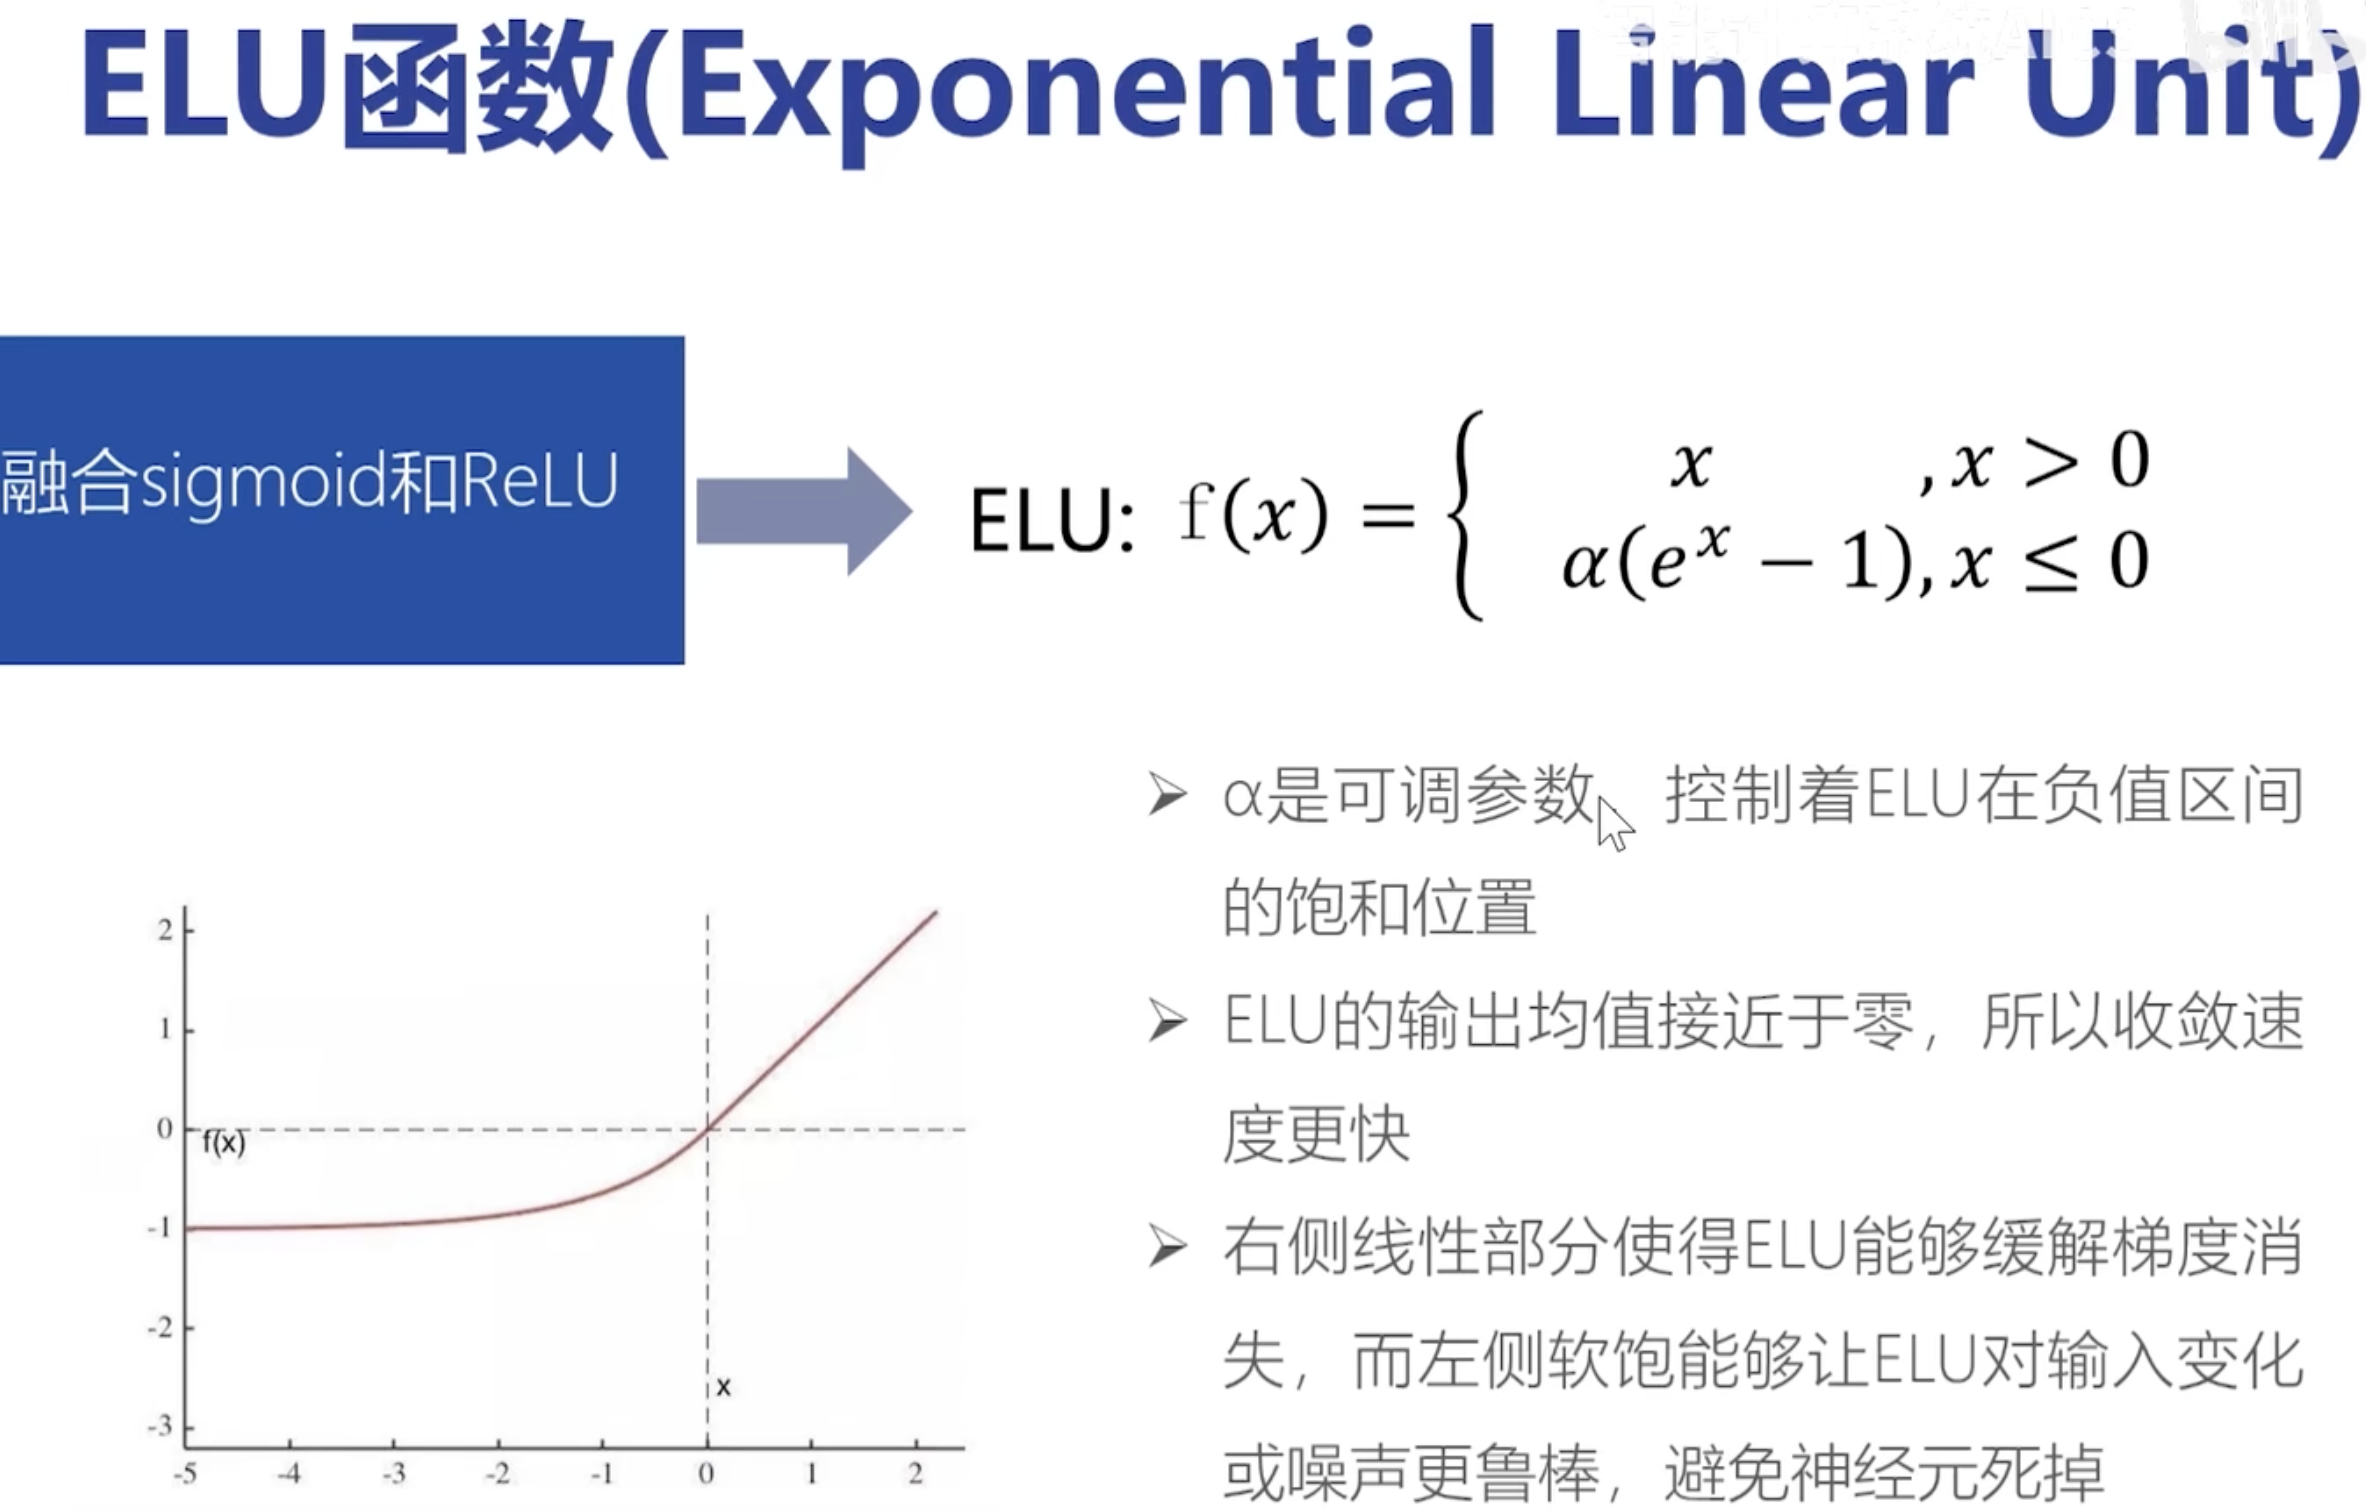 ELU函数(Exponential Linear Unit)
融合sigmoid和ReLU
ELU: f(x) = { x , x > 0
α(e^x − 1), x ≤ 0
α是可调参数 控制着ELU在负值区间
的饱和位置
ELU的输出均值接近于零，所以收敛速
度更快
右侧线性部分使得ELU能够缓解梯度消
失，而左侧软饱能够让ELU对输入变化
或噪声更鲁棒，避免神经元死掉
2
1
0
f(x)
-1
-2
x
-3
-5 -4 -3 -2 -1 0 1 2